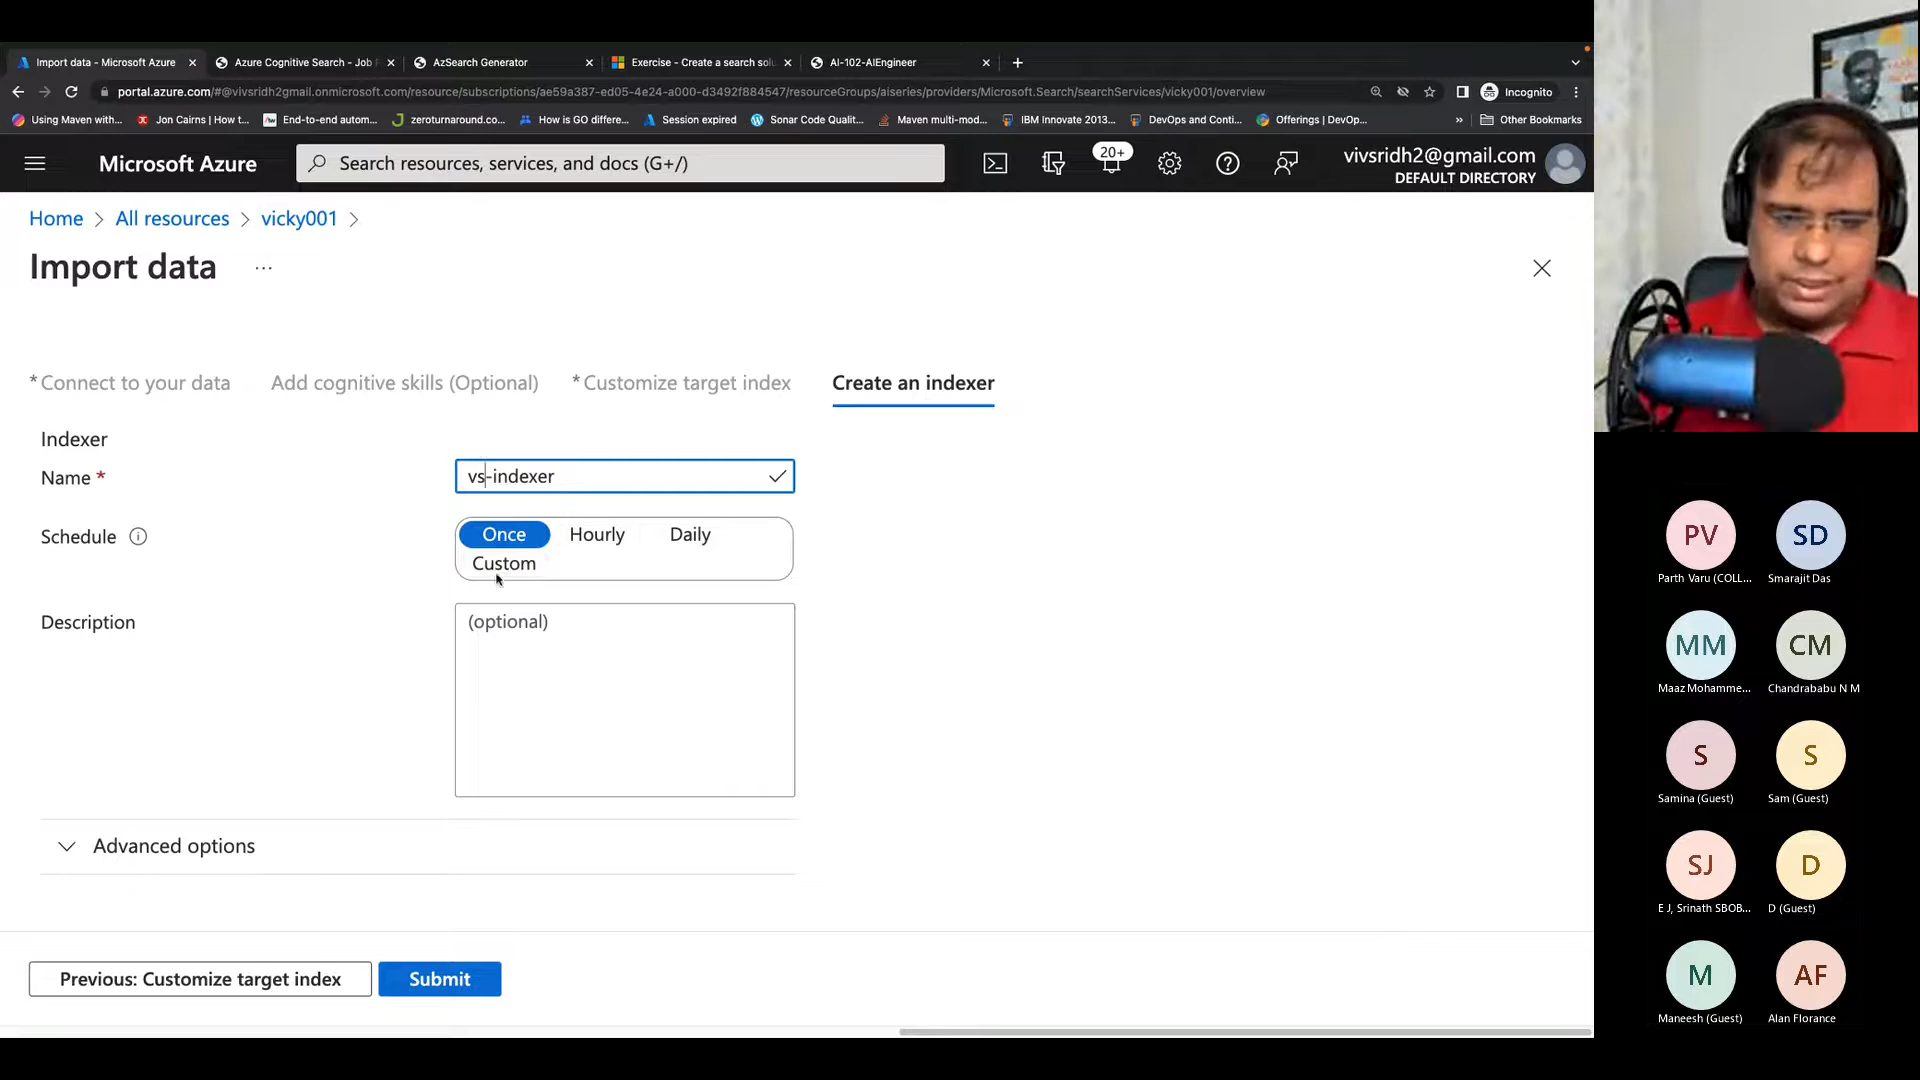 Import data - Microsoft Azure
Azure Cognitive Search - Job F
AzSearch Generator
Exercise - Create a search solu
AI-102-AIEngineer
portal.azure.com/#@vivsridh2gmail.onmicrosoft.com/resource/subscriptions/ae59a387-ed05-4e24-a000-d3492f884547/resourceGroups/aiseries/providers/Microsoft.Search/searchServices/vicky001/overview
Incognito
Using Maven with...
Jon Cairns | How t...
End-to-end autom...
zeroturnaround.co...
How is GO differe...
Session expired
Sonar Code Qualit...
Maven multi-mod...
IBM Innovate 2013...
DevOps and Conti...
Offerings | DevOp...
»
Other Bookmarks
Microsoft Azure
Search resources, services, and docs (G+/)
20+
vivsridh2@gmail.com
DEFAULT DIRECTORY
Home > All resources > vicky001 >
Import data ...
* Connect to your data
Add cognitive skills (Optional)
* Customize target index
Create an indexer
Indexer
Name *
vs-indexer
Schedule
Once
Hourly
Daily
Custom
Description
(optional)
Advanced options
Previous: Customize target index
Submit
PV
SD
Parth Varu (COLL...
Smarajit Das
MM
CM
Maaz Mohamme...
Chandrababu N M
S
S
Samina (Guest)
Sam (Guest)
SJ
D
E J, Srinath SBOB...
D (Guest)
M
AF
Maneesh (Guest)
Alan Florance